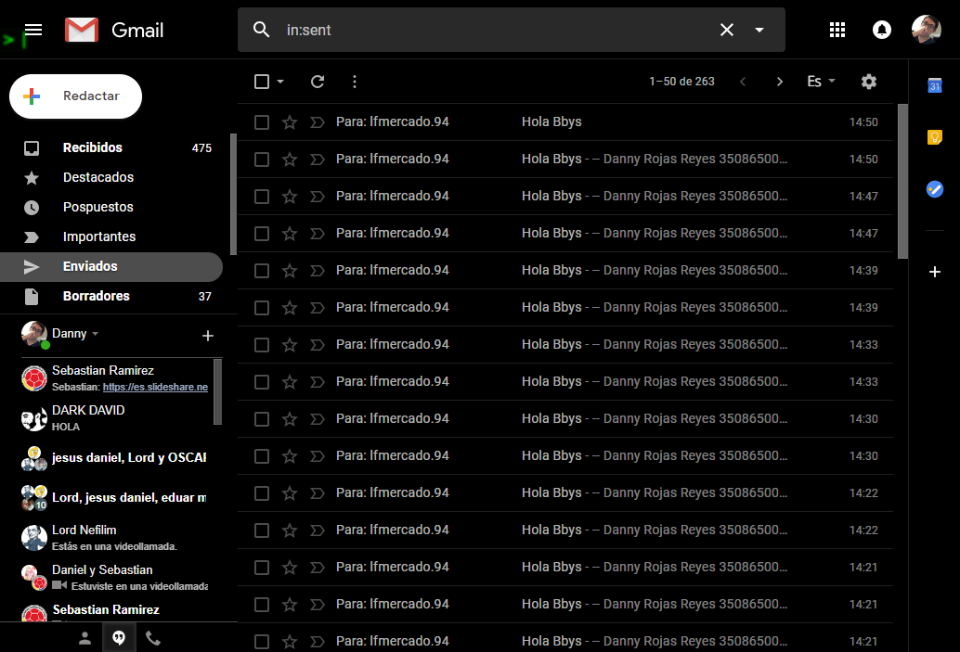 >
Gmail
in:sent
Redactar
1–50 de 263
Es
31
Recibidos 475
Destacados
Pospuestos
Importantes
Enviados
Borradores 37
Danny
Sebastian Ramirez
Sebastian: https://es.slideshare.ne
DARK DAVID
HOLA
jesus daniel, Lord y OSCAR
Lord, jesus daniel, eduar m
10
Lord Nefilim
Estás en una videollamada.
Daniel y Sebastian
Estuviste en una videollamada
Sebastian Ramirez
Para: lfmercado.94 Hola Bbys 14:50
Para: lfmercado.94 Hola Bbys - -- Danny Rojas Reyes 35086500… 14:50
Para: lfmercado.94 Hola Bbys - -- Danny Rojas Reyes 35086500… 14:47
Para: lfmercado.94 Hola Bbys - -- Danny Rojas Reyes 35086500… 14:47
Para: lfmercado.94 Hola Bbys - -- Danny Rojas Reyes 35086500… 14:39
Para: lfmercado.94 Hola Bbys - -- Danny Rojas Reyes 35086500… 14:39
Para: lfmercado.94 Hola Bbys - -- Danny Rojas Reyes 35086500… 14:33
Para: lfmercado.94 Hola Bbys - -- Danny Rojas Reyes 35086500… 14:33
Para: lfmercado.94 Hola Bbys - -- Danny Rojas Reyes 35086500… 14:30
Para: lfmercado.94 Hola Bbys - -- Danny Rojas Reyes 35086500… 14:30
Para: lfmercado.94 Hola Bbys - -- Danny Rojas Reyes 35086500… 14:22
Para: lfmercado.94 Hola Bbys - -- Danny Rojas Reyes 35086500… 14:22
Para: lfmercado.94 Hola Bbys - -- Danny Rojas Reyes 35086500… 14:21
Para: lfmercado.94 Hola Bbys - -- Danny Rojas Reyes 35086500… 14:21
Para: lfmercado.94 Hola Bbys - -- Danny Rojas Reyes 35086500… 14:21